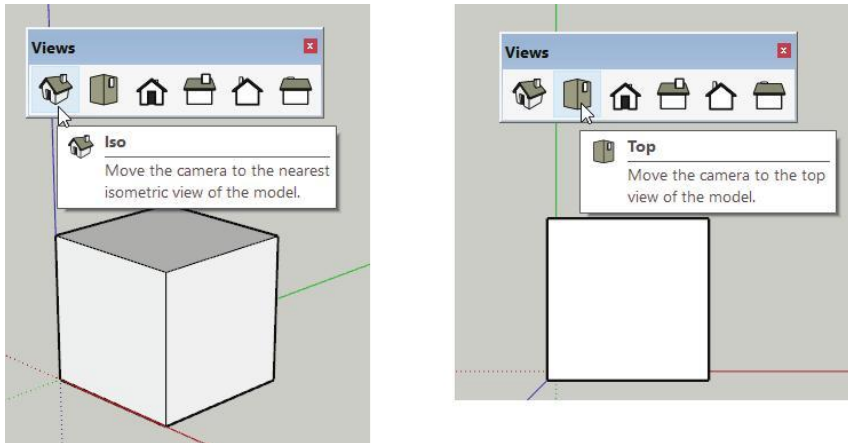 Views
Iso
Move the camera to the nearest
isometric view of the model.
Views
Top
Move the camera to the top
view of the model.